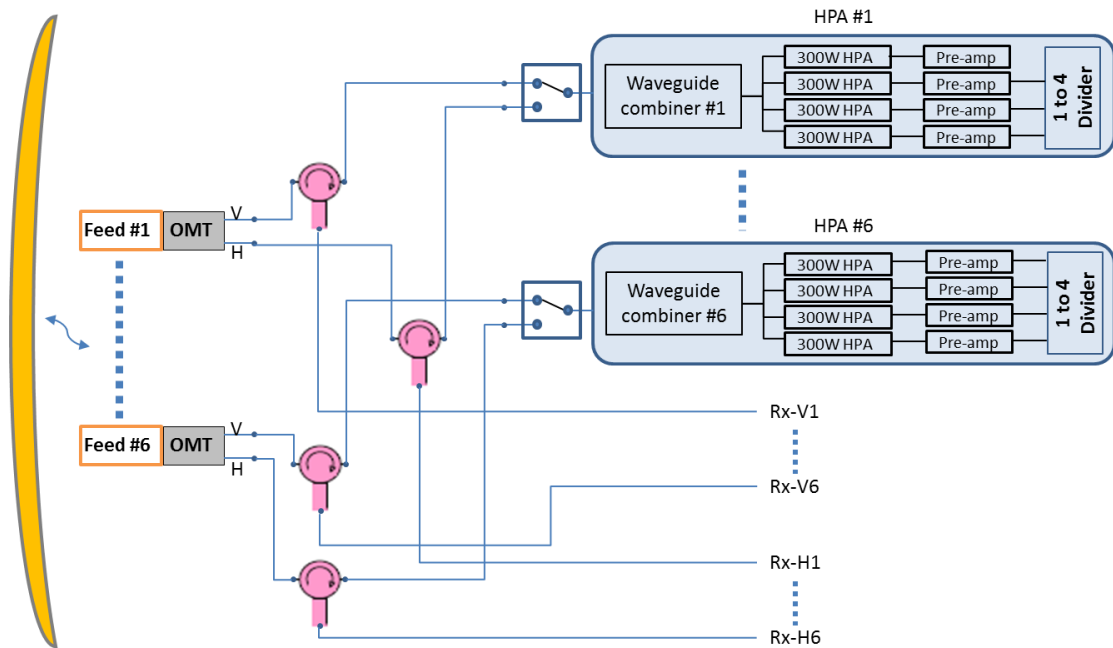 HPA #1
Waveguide
combiner #1
300W HPA
Pre-amp
300W HPA
Pre-amp
300W HPA
Pre-amp
300W HPA
Pre-amp
1 to 4
Divider
Feed #1
OMT
V
H
HPA #6
Waveguide
combiner #6
300W HPA
Pre-amp
300W HPA
Pre-amp
300W HPA
Pre-amp
300W HPA
Pre-amp
1 to 4
Divider
Feed #6
OMT
V
H
Rx-V1
Rx-V6
Rx-H1
Rx-H6